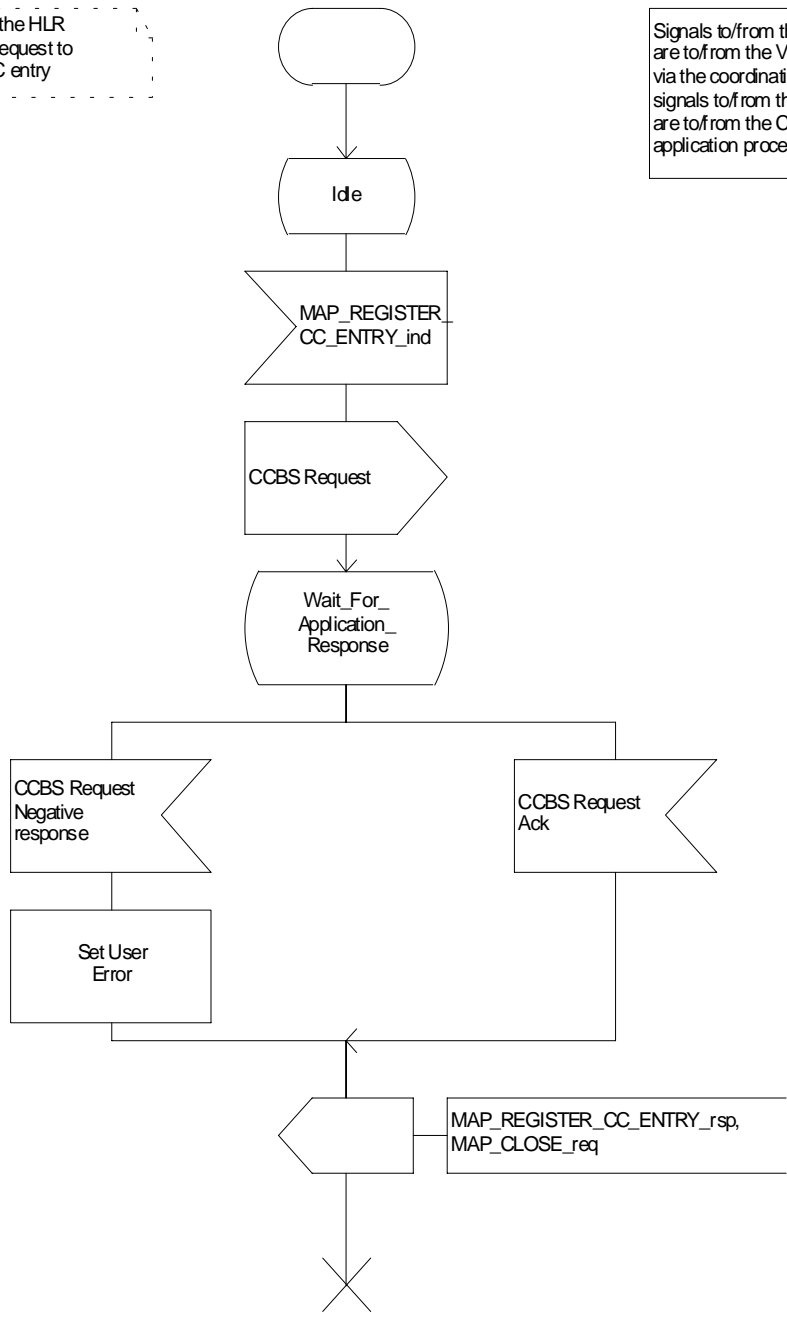 the HLR
equest to
C entry
Signals to/from th
are to/from the V
via the coordinati
signals to/from th
are to/from the C
application proce
Idle
MAP_REGISTER_
CC_ENTRY_ind
CCBS Request
Wait_For_
Application_
Response
CCBS Request
Negative
response
CCBS Request
Ack
Set User
Error
MAP_REGISTER_CC_ENTRY_rsp,
MAP_CLOSE_req